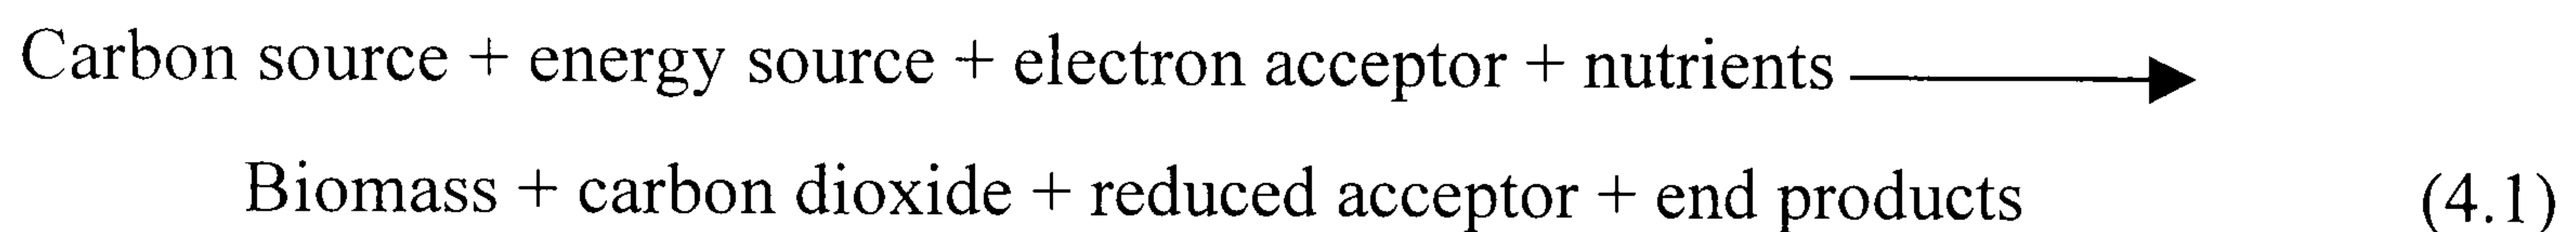 Carbon source + energy source + electron acceptor + nutrients ⟶
Biomass + carbon dioxide + reduced acceptor + end products (4.1)